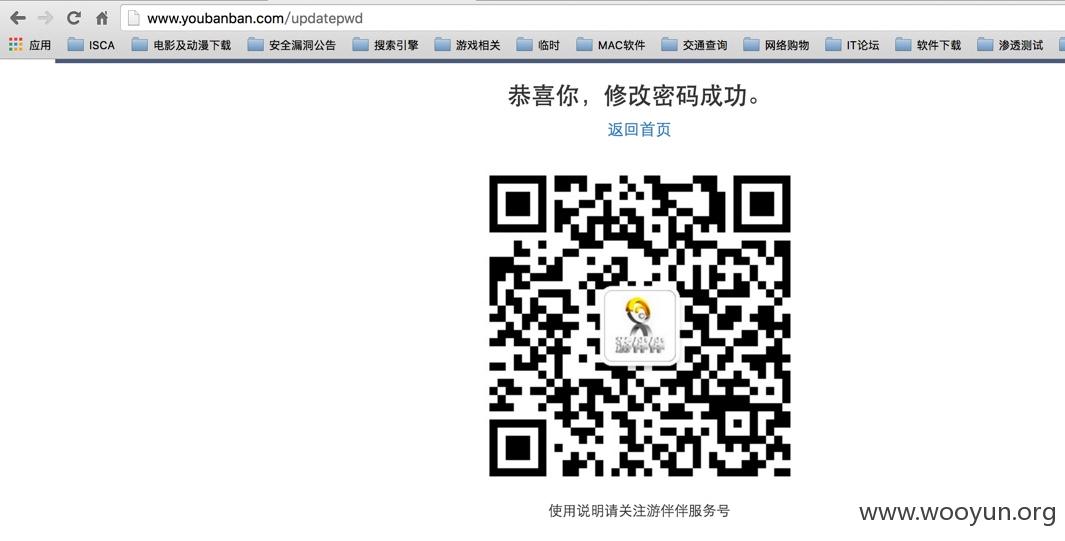 www.youbanban.com/updatepwd
应用 ISCA 电影及动漫下载 安全漏洞公告 搜索引擎 游戏相关 临时 MAC软件 交通查询 网络购物 IT论坛 软件下载 渗透测试
恭喜你，修改密码成功。
返回首页
使用说明请关注游伴伴服务号
www.wooyun.org